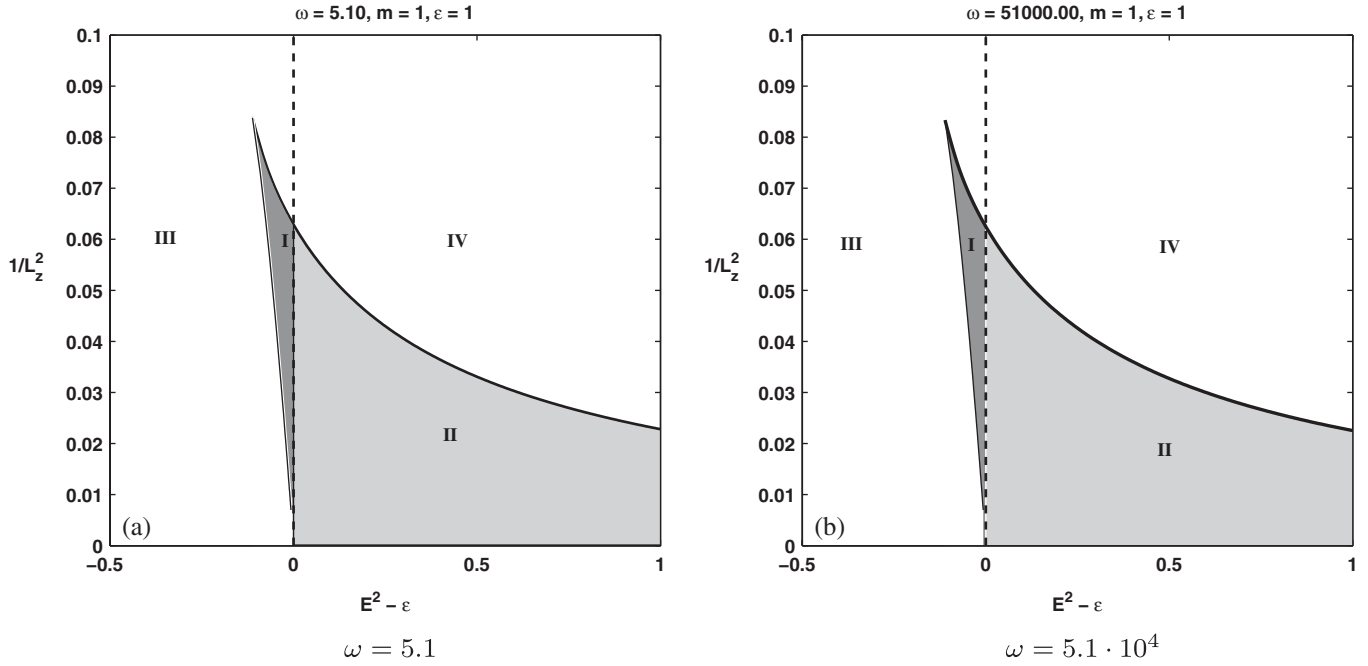 ω = 5.10, m = 1, ε = 1
0.1
0.09
0.08
0.07
0.06
0.05
0.04
0.03
0.02
0.01
0
1/L_z^2
III
I
IV
II
(a)
−0.5
0
0.5
1
E^2 − ε
ω = 5.1
ω = 51000.00, m = 1, ε = 1
0.1
0.09
0.08
0.07
0.06
0.05
0.04
0.03
0.02
0.01
0
1/L_z^2
III
I
IV
II
(b)
−0.5
0
0.5
1
E^2 − ε
ω = 5.1 · 10^4